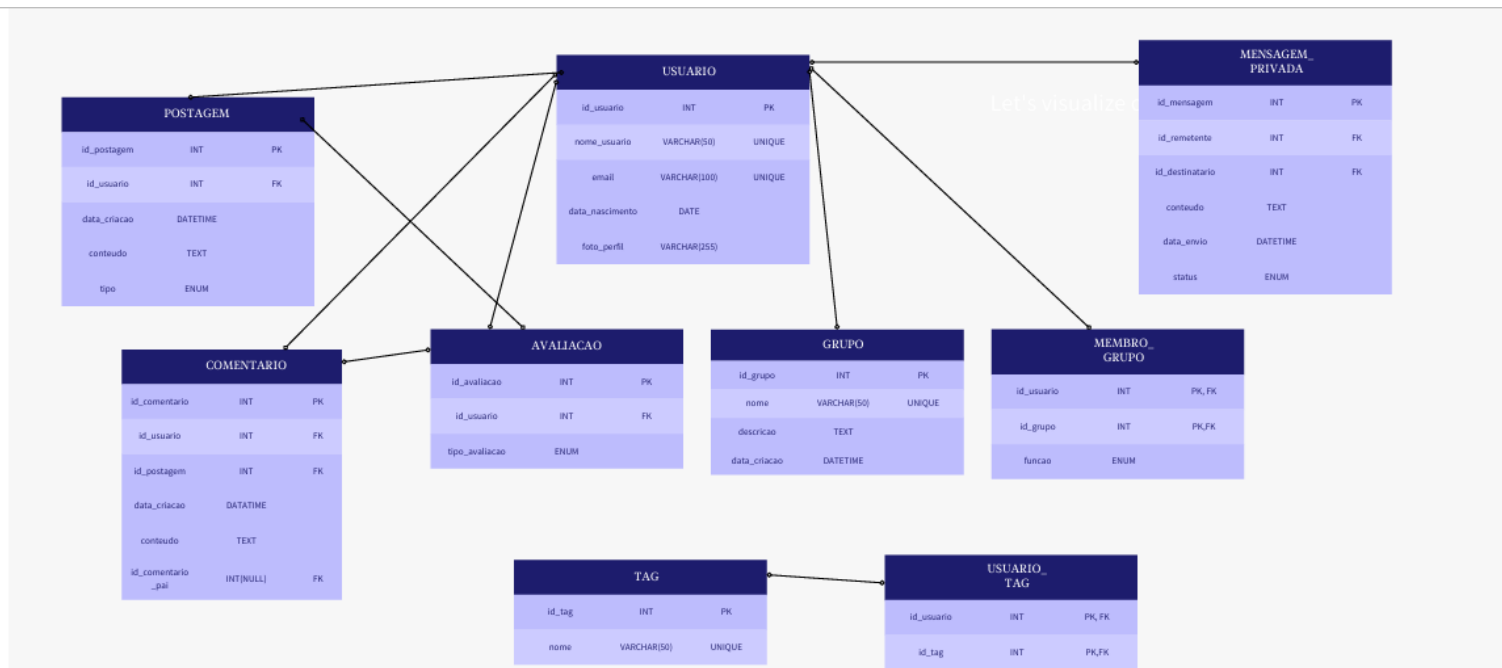 USUARIO
id_usuario INT PK
nome_usuario VARCHAR(50) UNIQUE
email VARCHAR(100) UNIQUE
data_nascimento DATE
foto_perfil VARCHAR(255)
MENSAGEM_
PRIVADA
id_mensagem INT PK
id_remetente INT FK
id_destinatario INT FK
conteudo TEXT
data_envio DATETIME
status ENUM
Let's visualize
POSTAGEM
id_postagem INT PK
id_usuario INT FK
data_criacao DATETIME
conteudo TEXT
tipo ENUM
COMENTARIO
id_comentario INT PK
id_usuario INT FK
id_postagem INT FK
data_criacao DATATIME
conteudo TEXT
id_comentario
_pai INT(NULL) FK
AVALIACAO
id_avaliacao INT PK
id_usuario INT FK
tipo_avaliacao ENUM
GRUPO
id_grupo INT PK
nome VARCHAR(50) UNIQUE
descricao TEXT
data_criacao DATETIME
MEMBRO_
GRUPO
id_usuario INT PK, FK
id_grupo INT PK,FK
funcao ENUM
TAG
id_tag INT PK
nome VARCHAR(50) UNIQUE
USUARIO_
TAG
id_usuario INT PK, FK
id_tag INT PK,FK